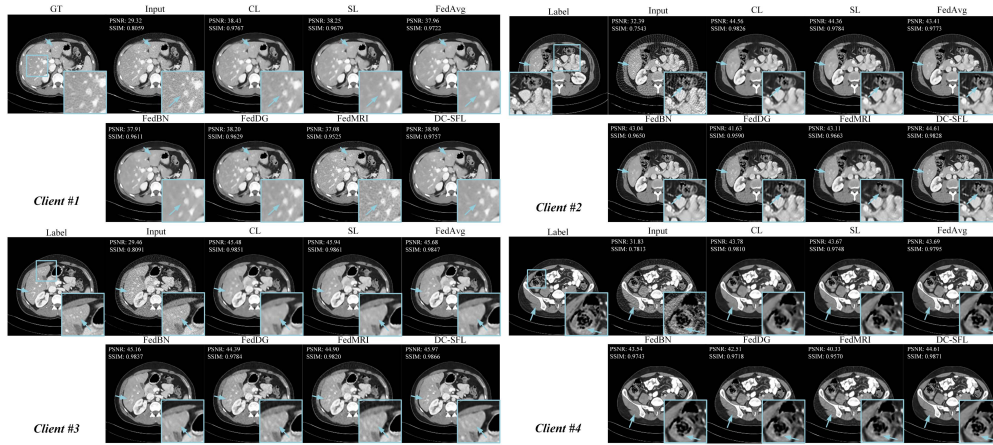 GT Input CL SL FedAvg
PSNR: 29.32 PSNR: 38.43 PSNR: 38.25 PSNR: 37.96
SSIM: 0.8059 SSIM: 0.9767 SSIM: 0.9679 SSIM: 0.9722
FedBN FedDG FedMRI DC-SFL
PSNR: 37.91 PSNR: 38.20 PSNR: 37.08 PSNR: 38.90
SSIM: 0.9611 SSIM: 0.9629 SSIM: 0.9525 SSIM: 0.9757
Client #1
Label Input CL SL FedAvg
PSNR: 32.39 PSNR: 44.56 PSNR: 44.36 PSNR: 43.41
SSIM: 0.7543 SSIM: 0.9826 SSIM: 0.9784 SSIM: 0.9773
FedBN FedDG FedMRI DC-SFL
PSNR: 43.04 PSNR: 41.63 PSNR: 43.11 PSNR: 44.61
SSIM: 0.9650 SSIM: 0.9590 SSIM: 0.9663 SSIM: 0.9828
Client #2
Label Input CL SL FedAvg
PSNR: 29.46 PSNR: 45.48 PSNR: 45.94 PSNR: 45.68
SSIM: 0.8091 SSIM: 0.9851 SSIM: 0.9861 SSIM: 0.9847
FedBN FedDG FedMRI DC-SFL
PSNR: 45.16 PSNR: 44.39 PSNR: 44.90 PSNR: 45.97
SSIM: 0.9837 SSIM: 0.9784 SSIM: 0.9820 SSIM: 0.9866
Client #3
Label Input CL SL FedAvg
PSNR: 31.83 PSNR: 43.78 PSNR: 43.67 PSNR: 43.69
SSIM: 0.7813 SSIM: 0.9810 SSIM: 0.9748 SSIM: 0.9795
FedBN FedDG FedMRI DC-SFL
PSNR: 43.54 PSNR: 42.51 PSNR: 40.33 PSNR: 44.61
SSIM: 0.9743 SSIM: 0.9718 SSIM: 0.9570 SSIM: 0.9871
Client #4